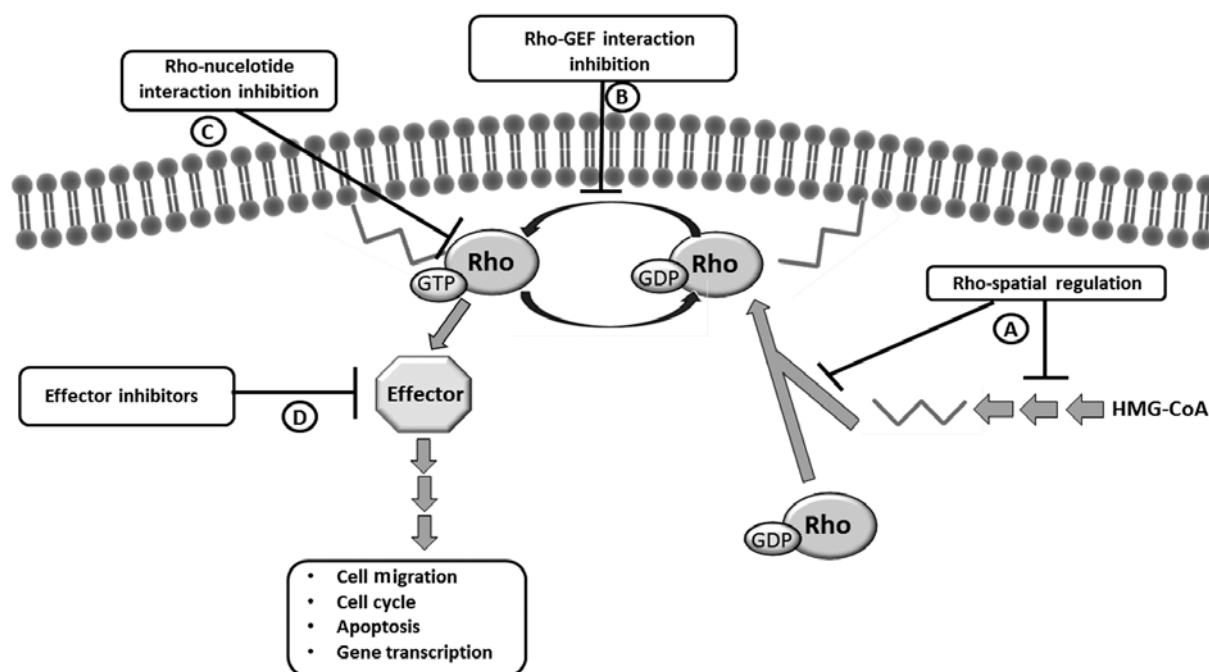 Rho-GEF interaction
inhibition
B
Rho-nucelotide
interaction inhibition
C
Rho
GTP
Rho
GDP
Rho-spatial regulation
A
Effector inhibitors
D
Effector
HMG-CoA
Rho
GDP
• Cell migration
• Cell cycle
• Apoptosis
• Gene transcription